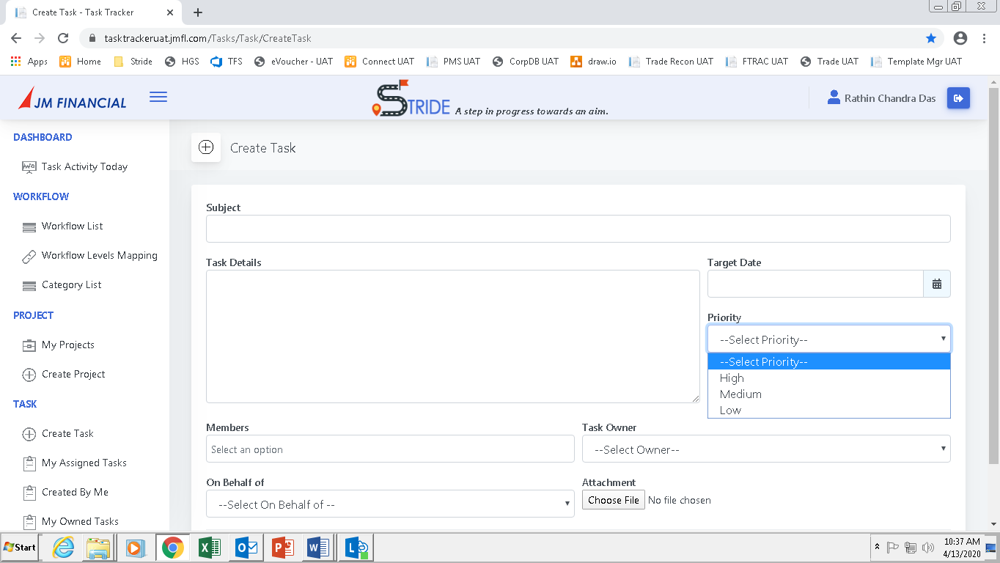 Create Task - Task Tracker
tasktrackeruat.jmfl.com/Tasks/Task/CreateTask
Apps Home Stride HGS TFS eVoucher - UAT Connect UAT PMS UAT CorpDB UAT draw.io Trade Recon UAT FTRAC UAT Trade UAT Template Mgr UAT
JM FINANCIAL
STRIDE A step in progress towards an aim.
Rathin Chandra Das
DASHBOARD
Task Activity Today
WORKFLOW
Workflow List
Workflow Levels Mapping
Category List
PROJECT
My Projects
Create Project
TASK
Create Task
My Assigned Tasks
Created By Me
My Owned Tasks
Create Task
Subject
Task Details
Target Date
Priority
--Select Priority--
--Select Priority--
High
Medium
Low
Members
Select an option
Task Owner
--Select Owner--
On Behalf of
--Select On Behalf of --
Attachment
Choose File No file chosen
Start
10:37 AM
4/13/2020